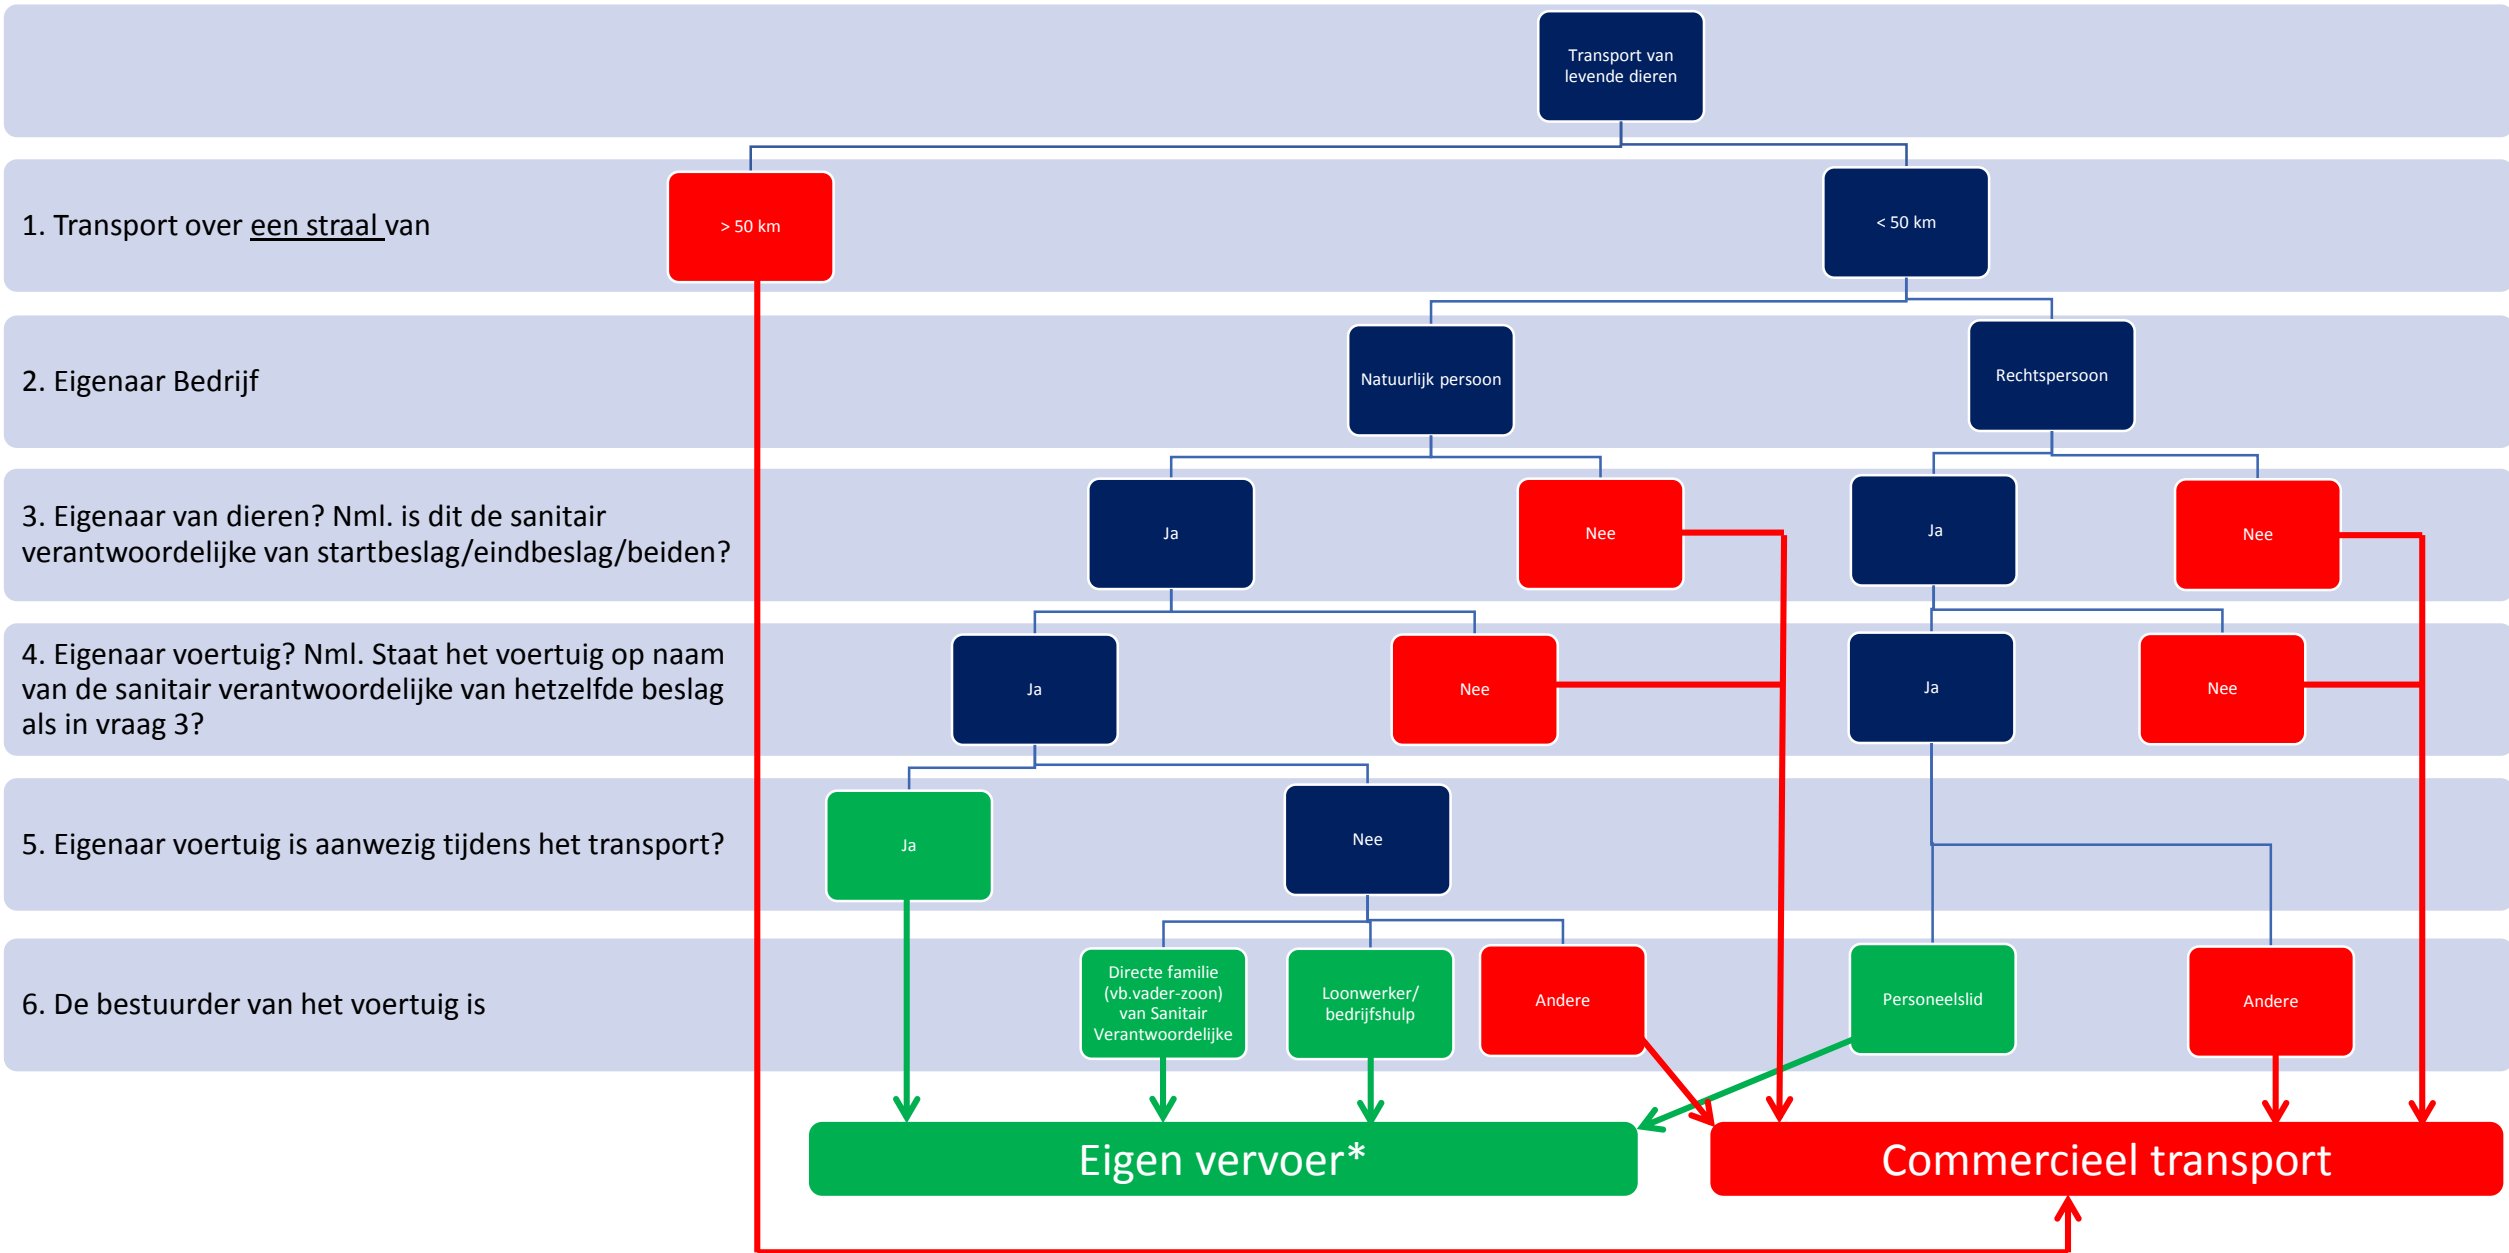 Transport van
levende dieren
1. Transport over een straal van
> 50 km
< 50 km
2. Eigenaar Bedrijf
Natuurlijk persoon
Rechtspersoon
3. Eigenaar van dieren? Nml. is dit de sanitair
verantwoordelijke van startbeslag/eindbeslag/beiden?
Ja
Nee
Ja
Nee
4. Eigenaar voertuig? Nml. Staat het voertuig op naam
van de sanitair verantwoordelijke van hetzelfde beslag
als in vraag 3?
Ja
Nee
Ja
Nee
5. Eigenaar voertuig is aanwezig tijdens het transport?
Ja
Nee
6. De bestuurder van het voertuig is
Directe familie
(vb.vader-zoon)
van Sanitair
Verantwoordelijke
Loonwerker/
bedrijfshulp
Andere
Personeelslid
Andere
Eigen vervoer*
Commercieel transport